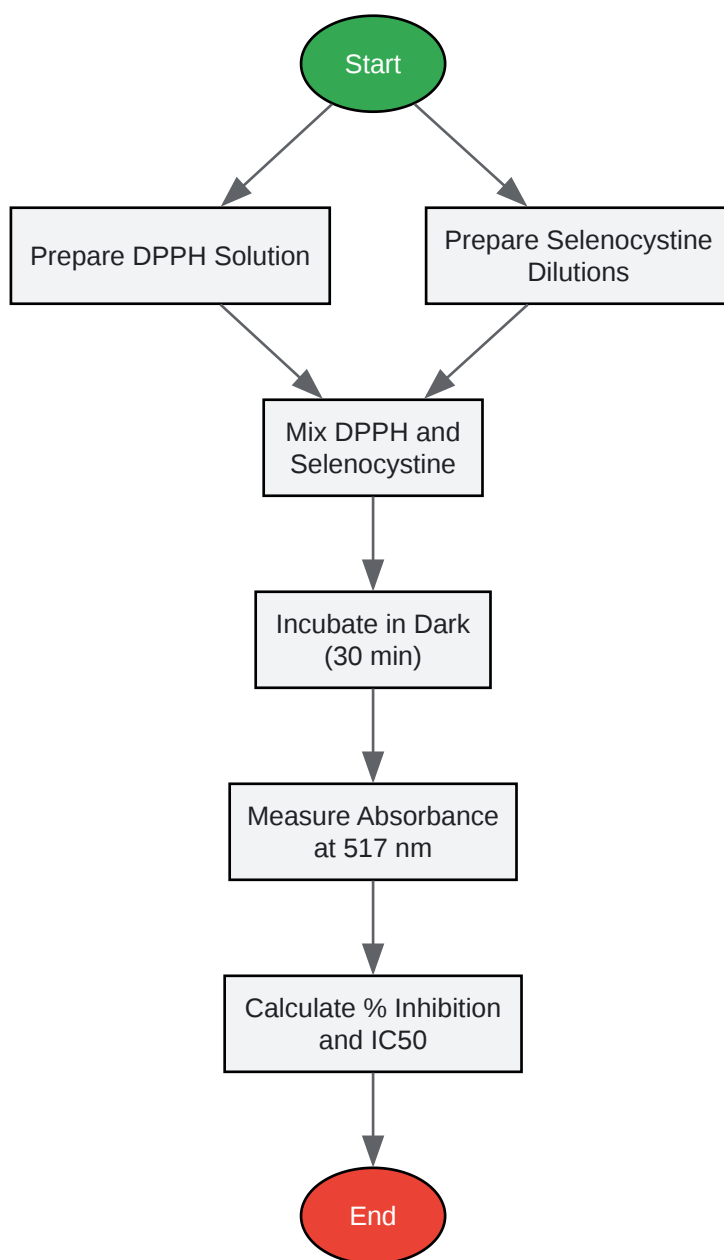 Start
Prepare DPPH Solution
Prepare Selenocystine
Dilutions
Mix DPPH and
Selenocystine
Incubate in Dark
(30 min)
Measure Absorbance
at 517 nm
Calculate % Inhibition
and IC50
End